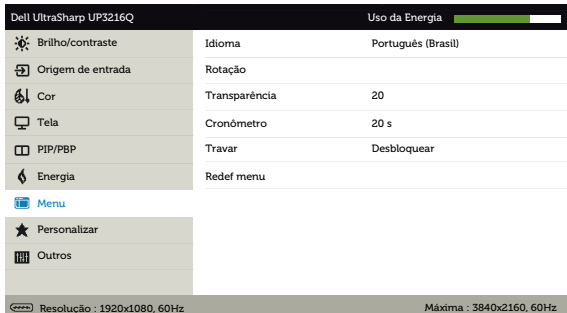 Dell UltraSharp UP3216Q Uso da Energia
Brilho/contraste
Idioma Português (Brasil)
Origem de entrada
Rotação
Cor
Transparência 20
Tela
Cronômetro 20 s
PIP/PBP
Travar Desbloquear
Energia
Redef menu
Menu
Personalizar
Outros
Resolução : 1920x1080, 60Hz Máxima : 3840x2160, 60Hz